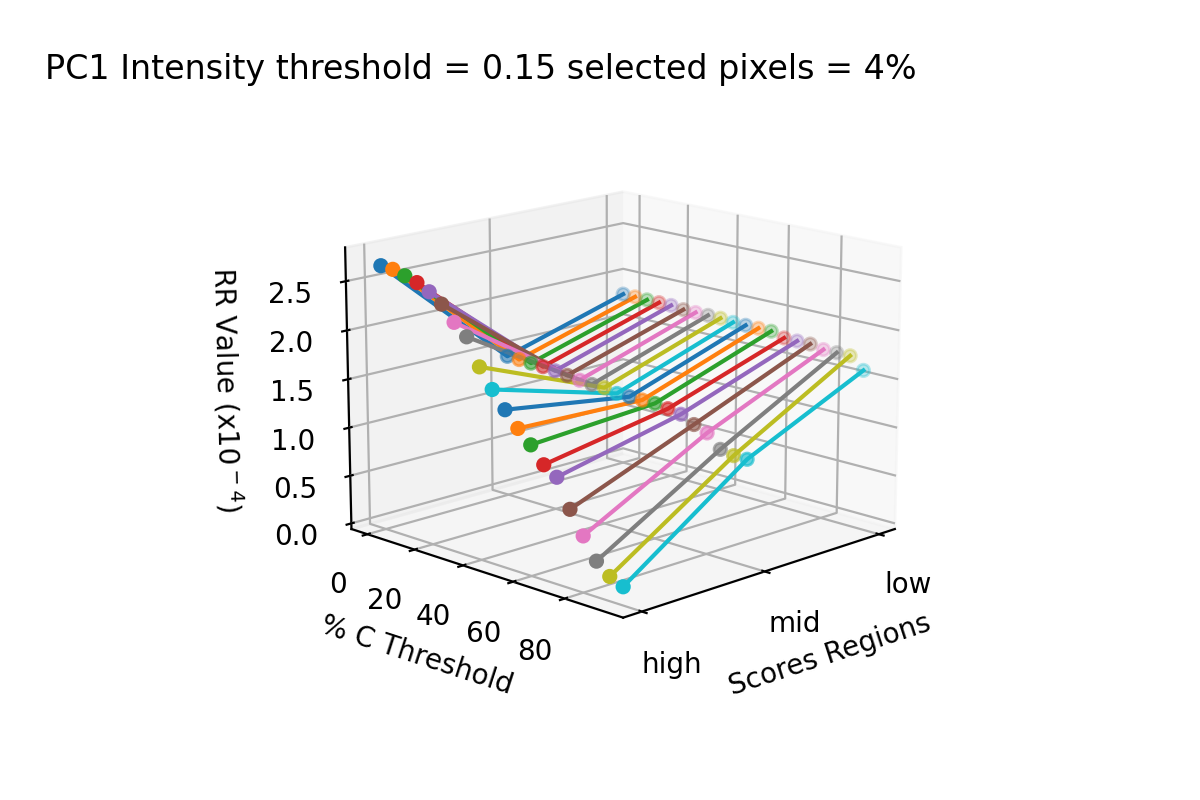 PC1 Intensity threshold = 0.15 selected pixels = 4%
RR Value (x10⁻⁴)
2.5
2.0
1.5
1.0
0.5
0.0
0
20
40
60
80
% C Threshold
high
mid
low
Scores Regions